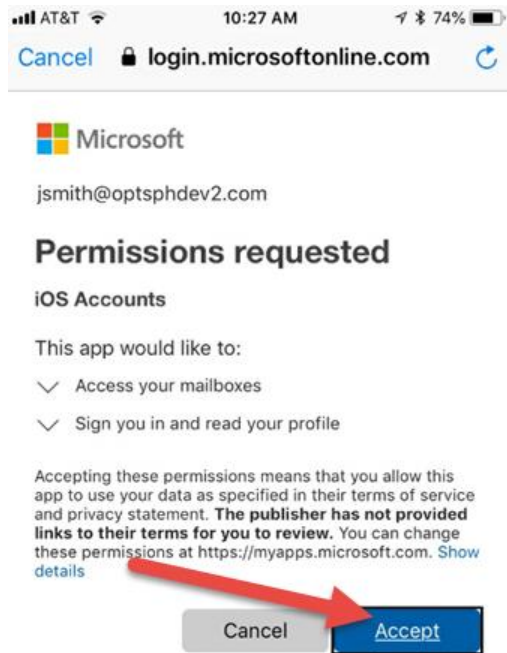 AT&T 10:27 AM 74%
Cancel login.microsoftonline.com
Microsoft
jsmith@optsphdev2.com
Permissions requested
iOS Accounts
This app would like to:
Access your mailboxes
Sign you in and read your profile
Accepting these permissions means that you allow this
app to use your data as specified in their terms of service
and privacy statement. The publisher has not provided
links to their terms for you to review. You can change
these permissions at https://myapps.microsoft.com. Show
details
Cancel Accept